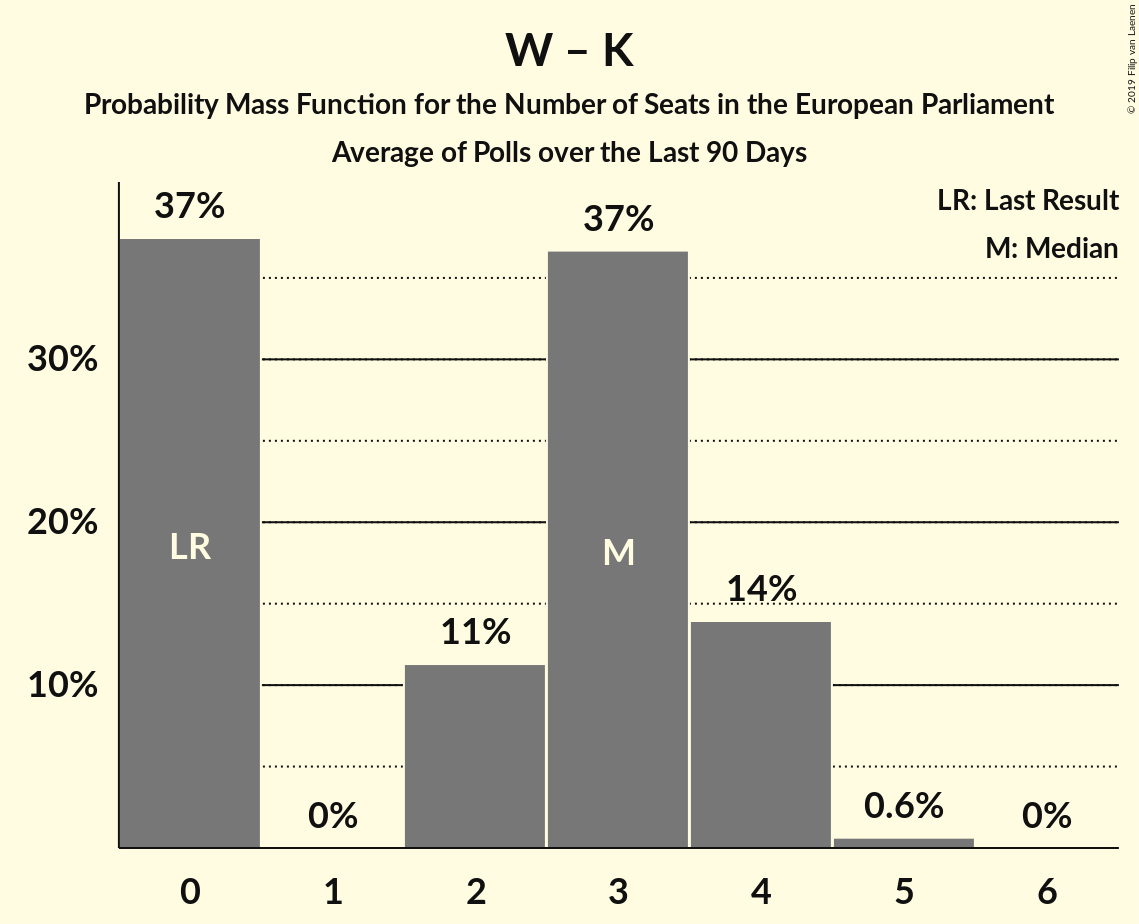 W – K
Probability Mass Function for the Number of Seats in the European Parliament
Average of Polls over the Last 90 Days
© 2019 Filip van Laenen
LR: Last Result
M: Median
37%
37%
30%
20%
10%
LR
M
14%
11%
0%
0.6%
0%
0 1 2 3 4 5 6